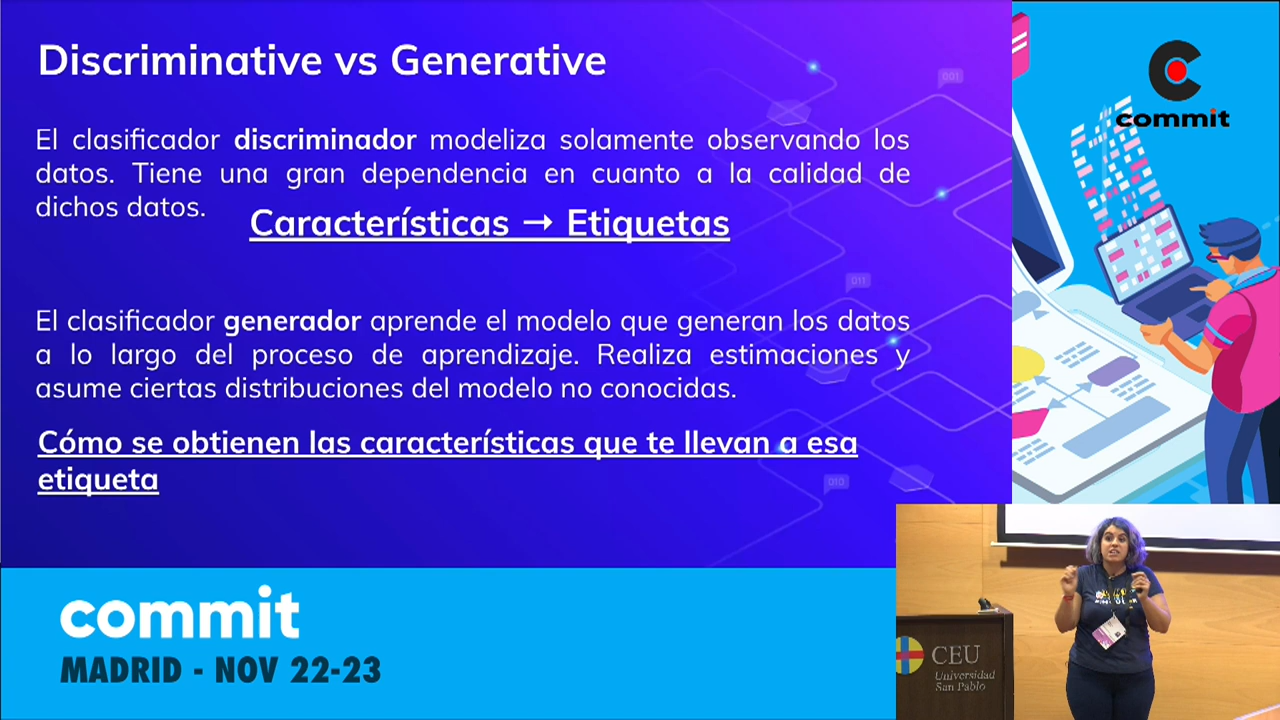 Discriminative vs Generative
El clasificador discriminador modeliza solamente observando los
datos. Tiene una gran dependencia en cuanto a la calidad de
dichos datos.
Características → Etiquetas
El clasificador generador aprende el modelo que generan los datos
a lo largo del proceso de aprendizaje. Realiza estimaciones y
asume ciertas distribuciones del modelo no conocidas.
Cómo se obtienen las características que te llevan a esa
etiqueta
001
011
010
commit
commit
MADRID - NOV 22-23
CEU
Universidad
San Pablo